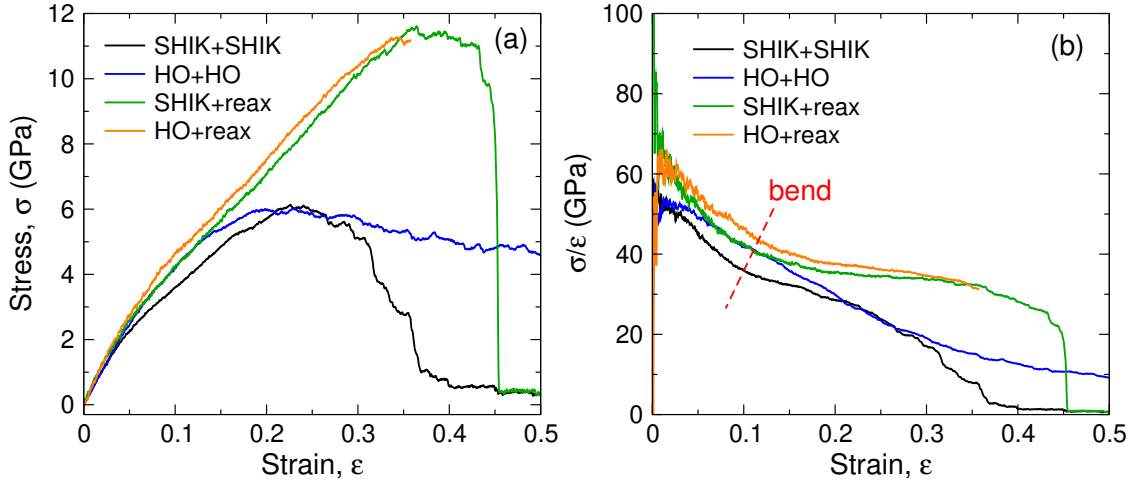 12
10
8
6
4
2
0
Stress, σ (GPa)
SHIK+SHIK
HO+HO
SHIK+reax
HO+reax
(a)
0 0.1 0.2 0.3 0.4 0.5
Strain, ε
100
80
60
40
20
0
σ/ε (GPa)
SHIK+SHIK
HO+HO
SHIK+reax
HO+reax
(b)
bend
0 0.1 0.2 0.3 0.4 0.5
Strain, ε